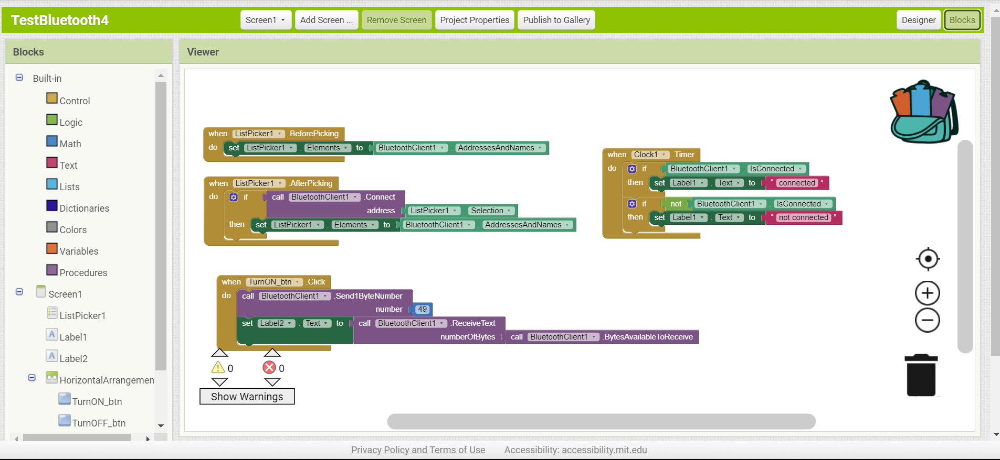 TestBluetooth4
Screen1 Add Screen ... Remove Screen Project Properties Publish to Gallery Designer Blocks
Blocks
Viewer
Built-in
Control
Logic
Math
Text
Lists
Dictionaries
Colors
Variables
Procedures
Screen1
ListPicker1
Label1
Label2
HorizontalArrangemen
TurnON_btn
TurnOFF_btn
when ListPicker1 .BeforePicking
do set ListPicker1 . Elements to BluetoothClient1 . AddressesAndNames
when ListPicker1 .AfterPicking
do if call BluetoothClient1 .Connect
address ListPicker1 . Selection
then set ListPicker1 . Elements to BluetoothClient1 . AddressesAndNames
when Clock1 .Timer
do if BluetoothClient1 . IsConnected
then set Label1 . Text to " connected "
if not BluetoothClient1 . IsConnected
then set Label1 . Text to " not connected "
when TurnON_btn .Click
do call BluetoothClient1 .Send1ByteNumber
number 49
set Label2 . Text to call BluetoothClient1 .ReceiveText
numberOfBytes call BluetoothClient1 .BytesAvailableToReceive
0 0
Show Warnings
Privacy Policy and Terms of Use Accessibility: accessibility.mit.edu